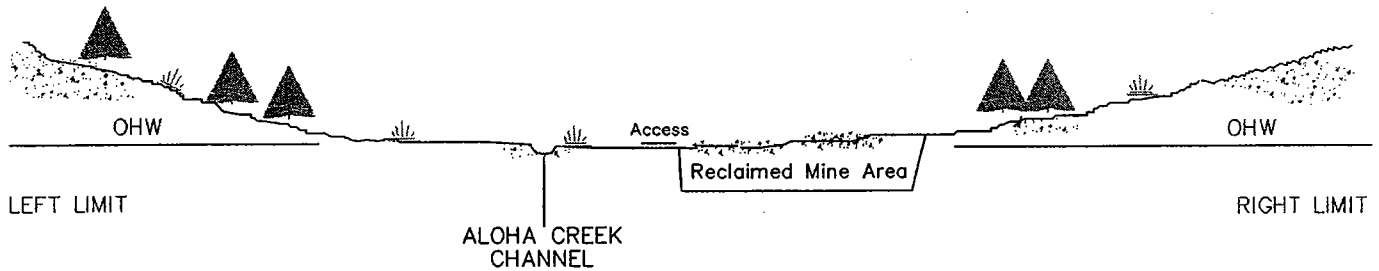 OHW
Access
OHW
Reclaimed Mine Area
LEFT LIMIT
RIGHT LIMIT
ALOHA CREEK
CHANNEL